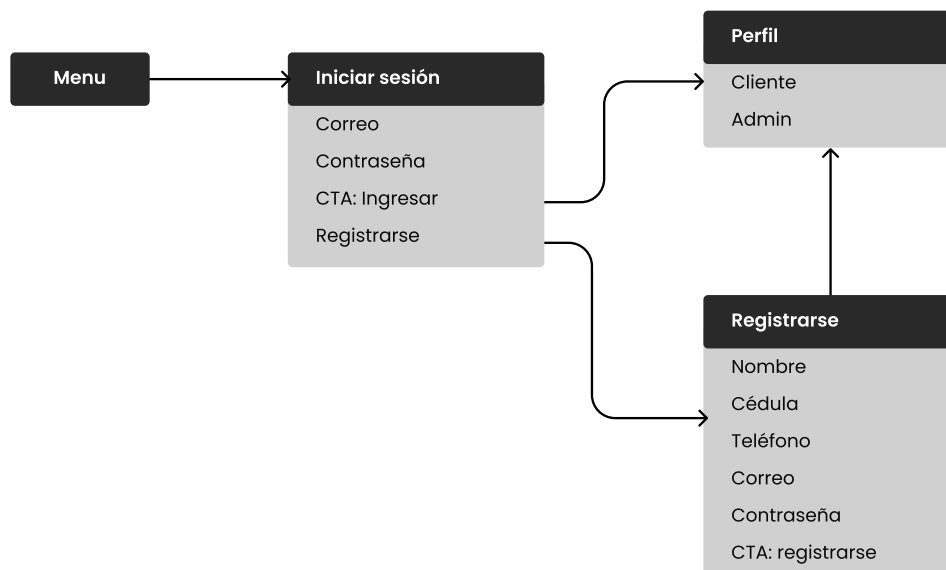 Menu
Iniciar sesión
Correo
Contraseña
CTA: Ingresar
Registrarse
Perfil
Cliente
Admin
Registrarse
Nombre
Cédula
Teléfono
Correo
Contraseña
CTA: registrarse